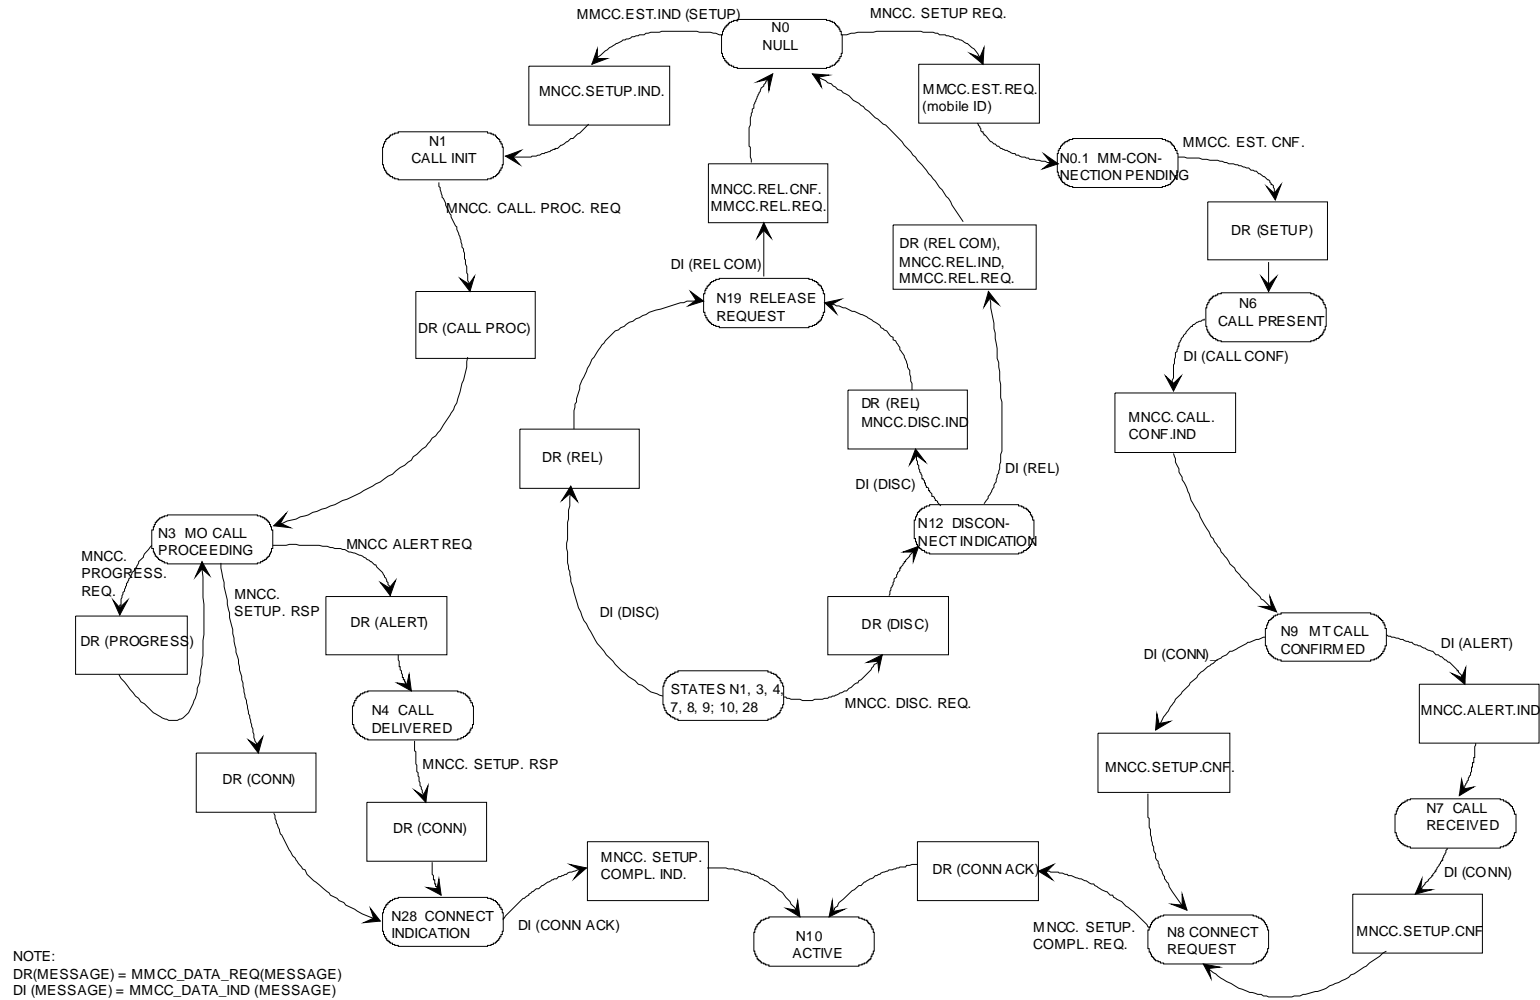 MMCC.EST.IND (SETUP)
N0
NULL
MNCC. SETUP REQ.
MNCC.SETUP.IND.
MMCC.EST.REQ.
(mobile ID)
N1
CALL INIT
N0.1 MM-CON-
NECTION PENDING
MMCC. EST. CNF.
MNCC. CALL. PROC. REQ
MNCC.REL.CNF.
MMCC.REL.REQ.
DR (SETUP)
DR (REL COM),
MNCC.REL.IND,
MMCC.REL.REQ.
DI (REL COM)
N19 RELEASE
REQUEST
N6
CALL PRESENT
DR (CALL PROC)
DI (CALL CONF)
DR (REL)
MNCC.DISC.IND
MNCC.CALL.
CONF.IND
DR (REL)
DI (REL)
DI (DISC)
N3 MO CALL
PROCEEDING
MNCC ALERT REQ
N12 DISCON-
NECT INDICATION
MNCC.
PROGRESS.
REQ.
MNCC.
SETUP. RSP
DI (DISC)
DR (PROGRESS)
DR (ALERT)
DR (DISC)
N9 MT CALL
CONFIRMED
DI (CONN)
DI (ALERT)
STATES N1, 3, 4,
7, 8, 9; 10, 28
MNCC. DISC. REQ.
N4 CALL
DELIVERED
MNCC.ALERT.IND
MNCC. SETUP. RSP
DR (CONN)
MNCC.SETUP.CNF.
N7 CALL
RECEIVED
DR (CONN)
MNCC. SETUP.
COMPL. IND.
DR (CONN ACK)
DI (CONN)
N28 CONNECT
INDICATION
DI (CONN ACK)
N10
ACTIVE
MNCC. SETUP.
COMPL. REQ.
N8 CONNECT
REQUEST
MNCC.SETUP.CNF
NOTE:
DR(MESSAGE) = MMCC_DATA_REQ(MESSAGE)
DI (MESSAGE) = MMCC_DATA_IND (MESSAGE)